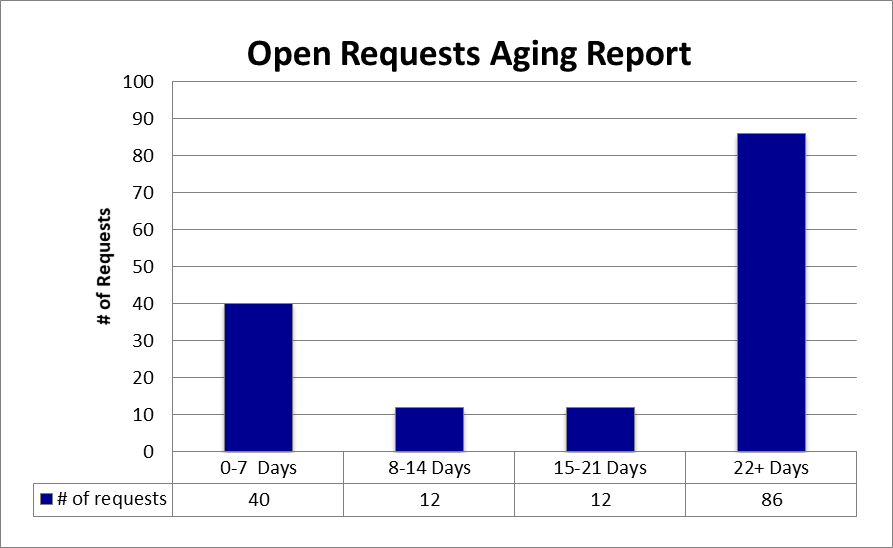 Open Requests Aging Report
# of Requests
100
90
80
70
60
50
40
30
20
10
0
0-7 Days 8-14 Days 15-21 Days 22+ Days
# of requests 40 12 12 86